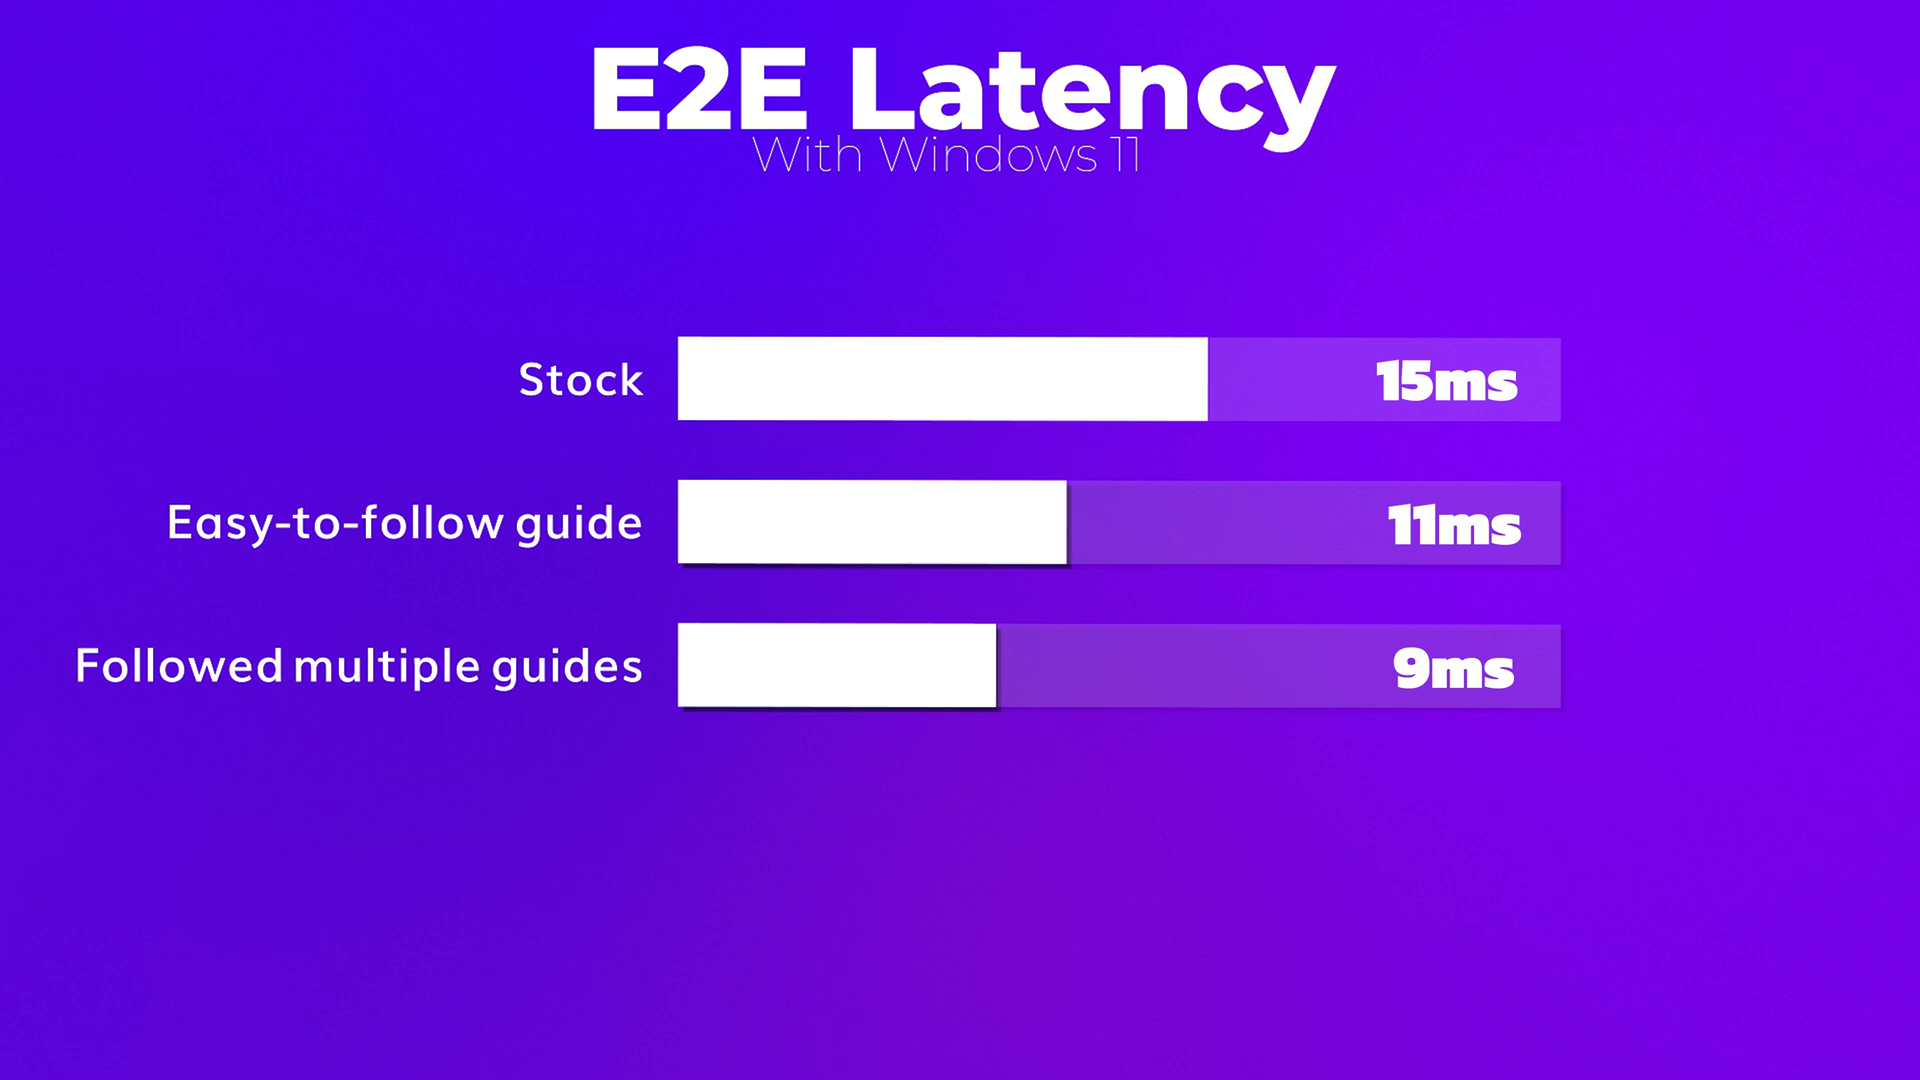 E2E Latency
With Windows 11
Stock 15ms
Easy-to-follow guide 11ms
Followed multiple guides 9ms